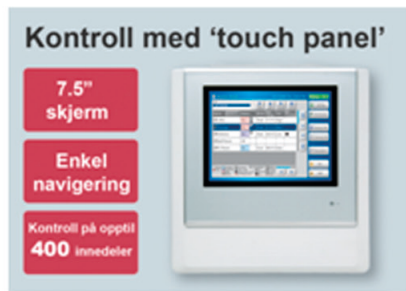 Kontroll med ‘touch panel’
7.5”
skjerm
Enkel
navigering
Kontroll på opptil
400 innedeler